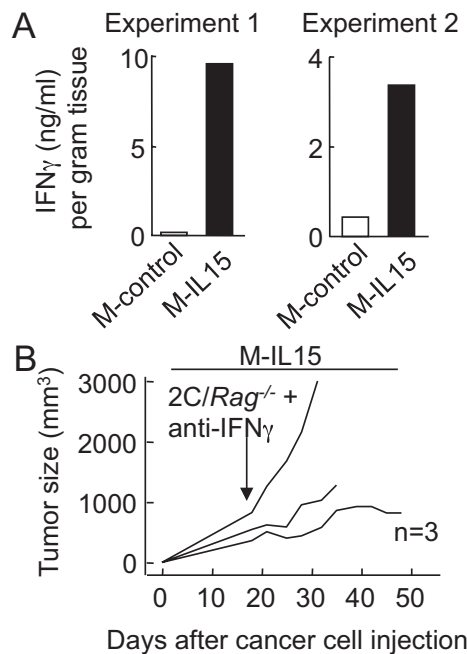 A
Experiment 1
Experiment 2
IFNγ (ng/ml)
per gram tissue
10
5
0
M-control
M-IL15
4
2
0
M-control
M-IL15
B
M-IL15
Tumor size (mm³)
3000
2000
1000
0
2C/Rag-/- +
anti-IFNγ
n=3
0 10 20 30 40 50
Days after cancer cell injection